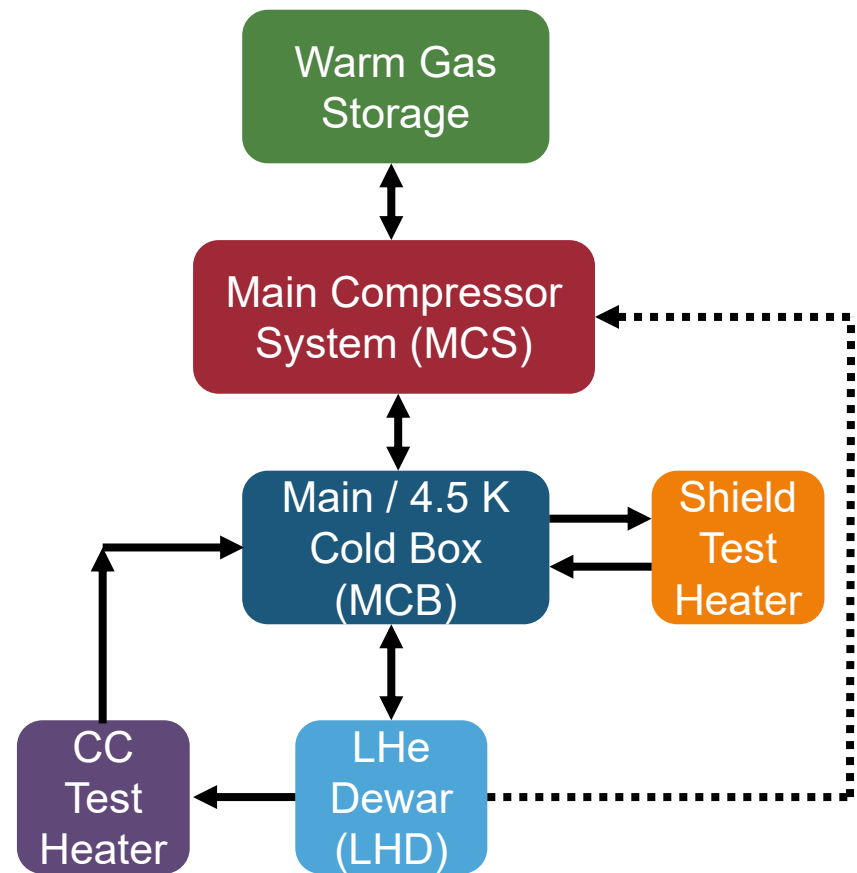 Warm Gas
Storage
Main Compressor
System (MCS)
Main / 4.5 K
Cold Box
(MCB)
Shield
Test
Heater
CC
Test
Heater
LHe
Dewar
(LHD)